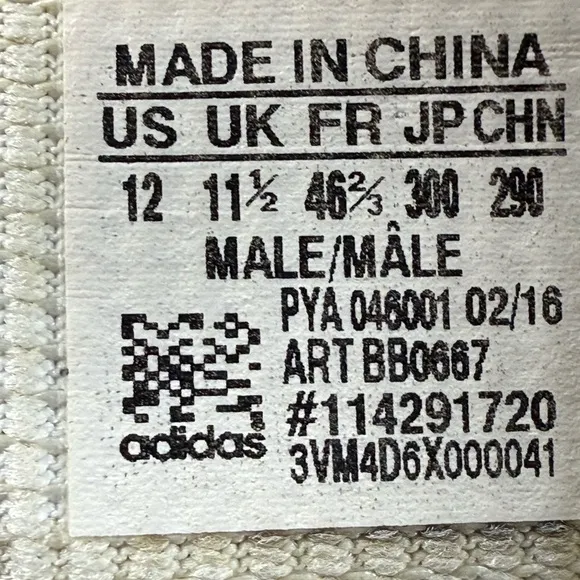 MADE IN CHINA
US UK FR JP CHN
12 11½ 46⅔ 300 290
MALE/MÂLE
PYA 046001 02/16
ART BB0667
#114291720
adidas
3VM4D6X000041